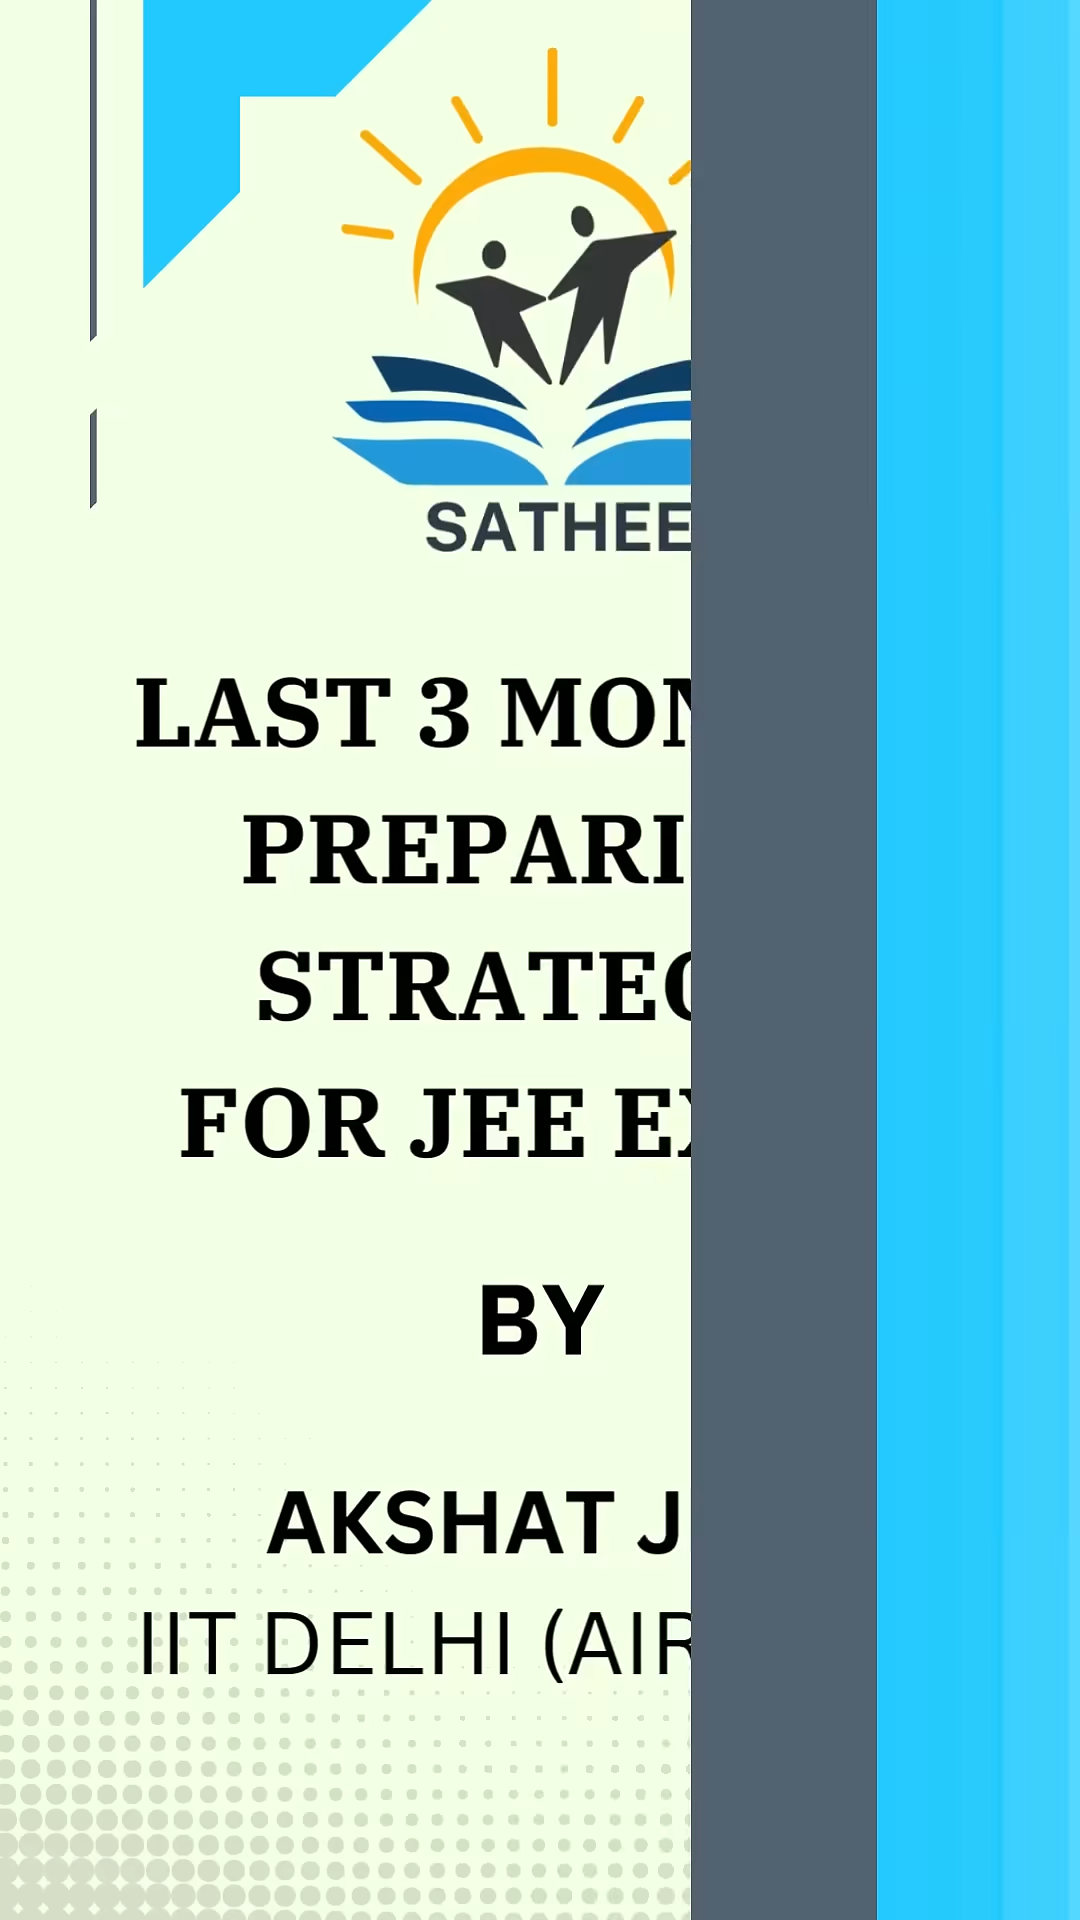 SATHEE
LAST 3 MON
PREPARI
STRATEG
FOR JEE EX
BY
AKSHAT J
IIT DELHI (AIR